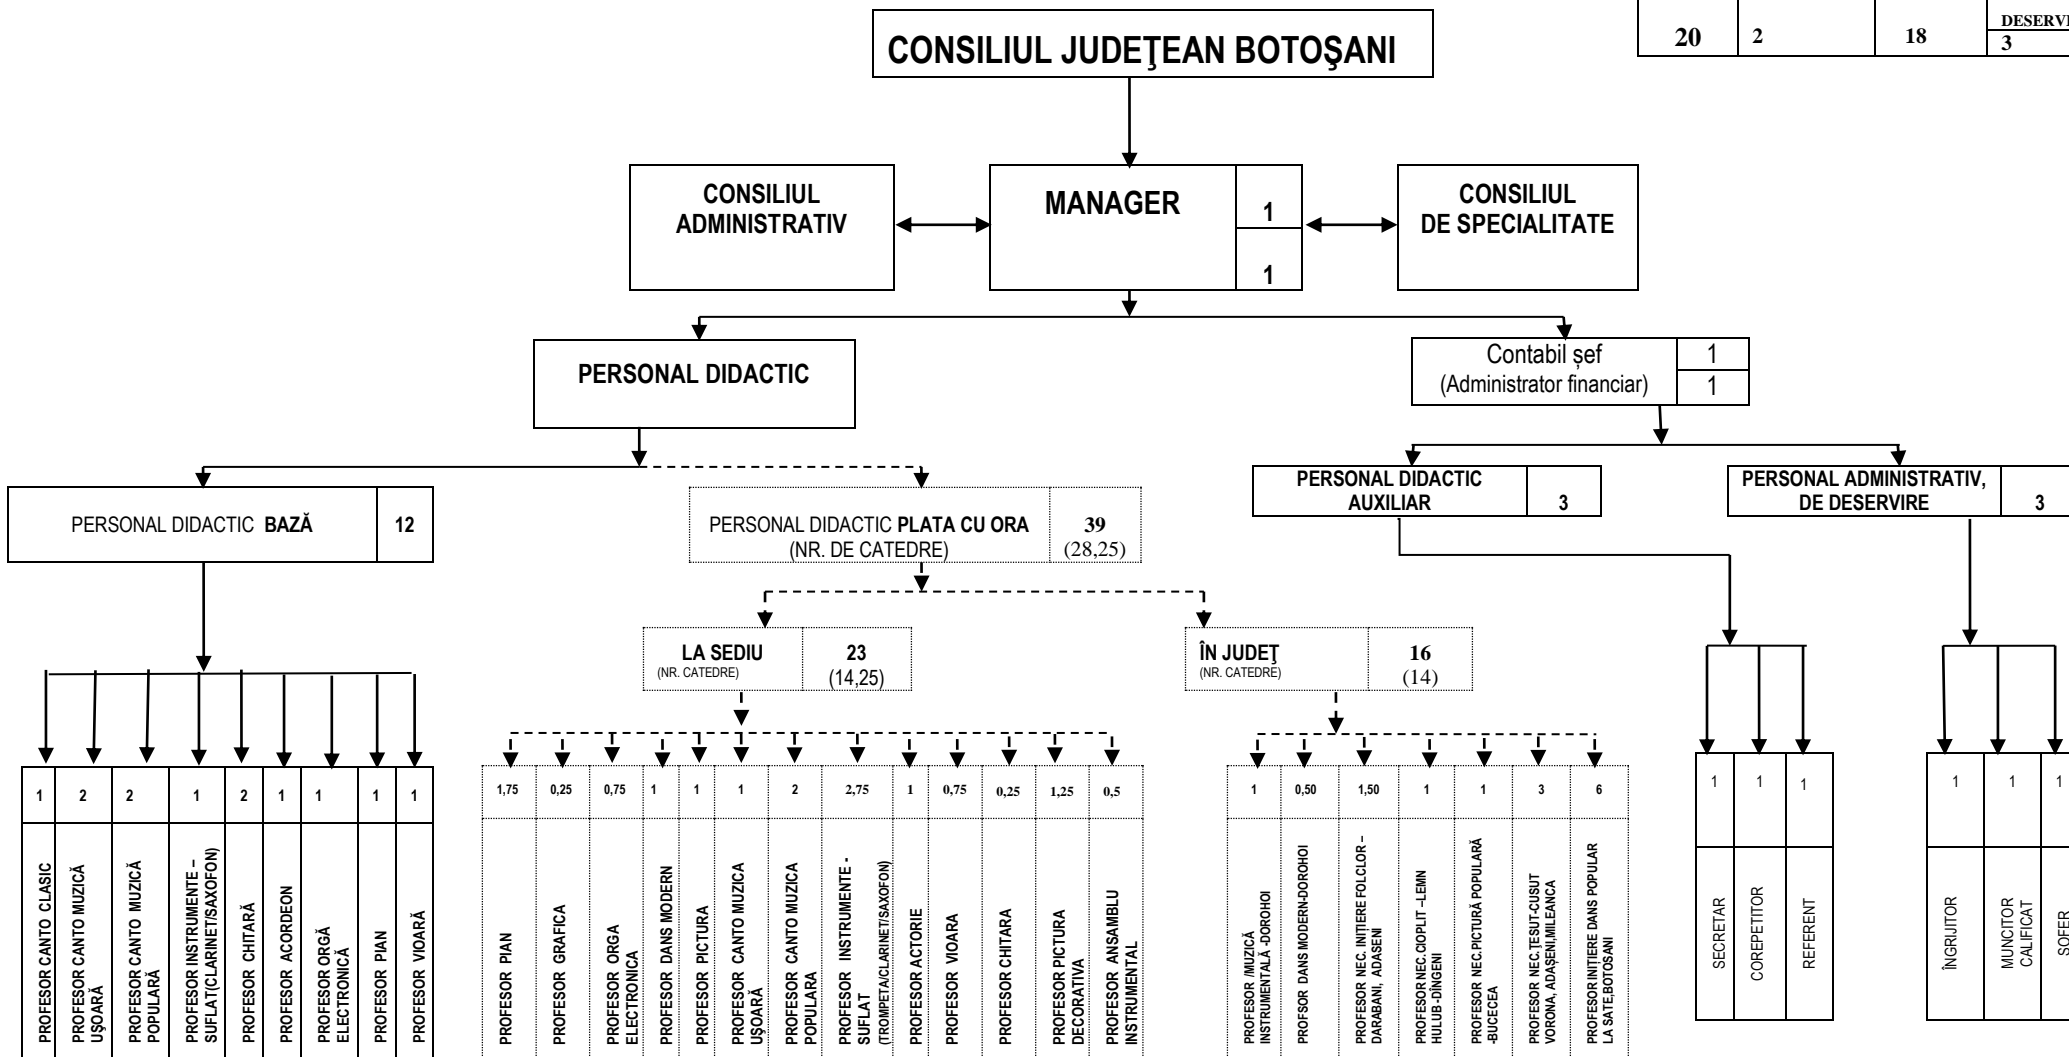 DESERVI
20 2 18
3
CONSILIUL JUDEŢEAN BOTOŞANI
CONSILIUL
ADMINISTRATIV
MANAGER
1
1
CONSILIUL
DE SPECIALITATE
PERSONAL DIDACTIC
Contabil șef 1
(Administrator financiar) 1
PERSONAL DIDACTIC BAZĂ 12
PERSONAL DIDACTIC PLATA CU ORA 39
(NR. DE CATEDRE) (28,25)
PERSONAL DIDACTIC
AUXILIAR 3
PERSONAL ADMINISTRATIV,
DE DESERVIRE 3
LA SEDIU 23
(NR. CATEDRE) (14,25)
ÎN JUDEŢ 16
(NR. CATEDRE) (14)
1 2 2 1 2 1 1 1 1
PROFESOR CANTO CLASIC
PROFESOR CANTO MUZICĂ
UŞOARĂ
PROFESOR CANTO MUZICĂ
POPULARĂ
PROFESOR INSTRUMENTE –
SUFLAT(CLARINET/SAXOFON)
PROFESOR CHITARĂ
PROFESOR ACORDEON
PROFESOR ORGĂ
ELECTRONICĂ
PROFESOR PIAN
PROFESOR VIOARĂ
1,75 0,25 0,75 1 1 1 2 2,75 1 0,75 0,25 1,25 0,5
PROFESOR PIAN
PROFESOR GRAFICA
PROFESOR ORGA
ELECTRONICA
PROFESOR DANS MODERN
PROFESOR PICTURA
PROFESOR CANTO MUZICA
UŞOARĂ
PROFESOR CANTO MUZICA
POPULARA
PROFESOR INSTRUMENTE -
SUFLAT
(TROMPETA/CLARINET/SAXOFON)
PROFESOR ACTORIE
PROFESOR VIOARA
PROFESOR CHITARA
PROFESOR PICTURA
DECORATIVA
PROFESOR ANSAMBLU
INSTRUMENTAL
1 0,50 1,50 1 1 3 6
PROFESOR /MUZICĂ
INSTRUMENTALĂ -DOROHOI
PROFSOR DANS MODERN-DOROHOI
PROFESOR NEC. INIŢIERE FOLCLOR –
DARABANI, ADASENI
PROFESOR NEC. CIOPLIT –LEMN
HULUB -DÎNGENI
PROFESOR NEC.PICTURĂ POPULARĂ
-BUCECEA
PROFESOR NEC.ŢESUT-CUSUT
VORONA, ADAŞENI,MILEANCA
PROFESOR INIŢIERE DANS POPULAR
LA SATE,BOTOSANI
1 1 1
SECRETAR
COREPETITOR
REFERENT
1 1 1
ÎNGRIJITOR
MUNCITOR
CALIFICAT
SOFER